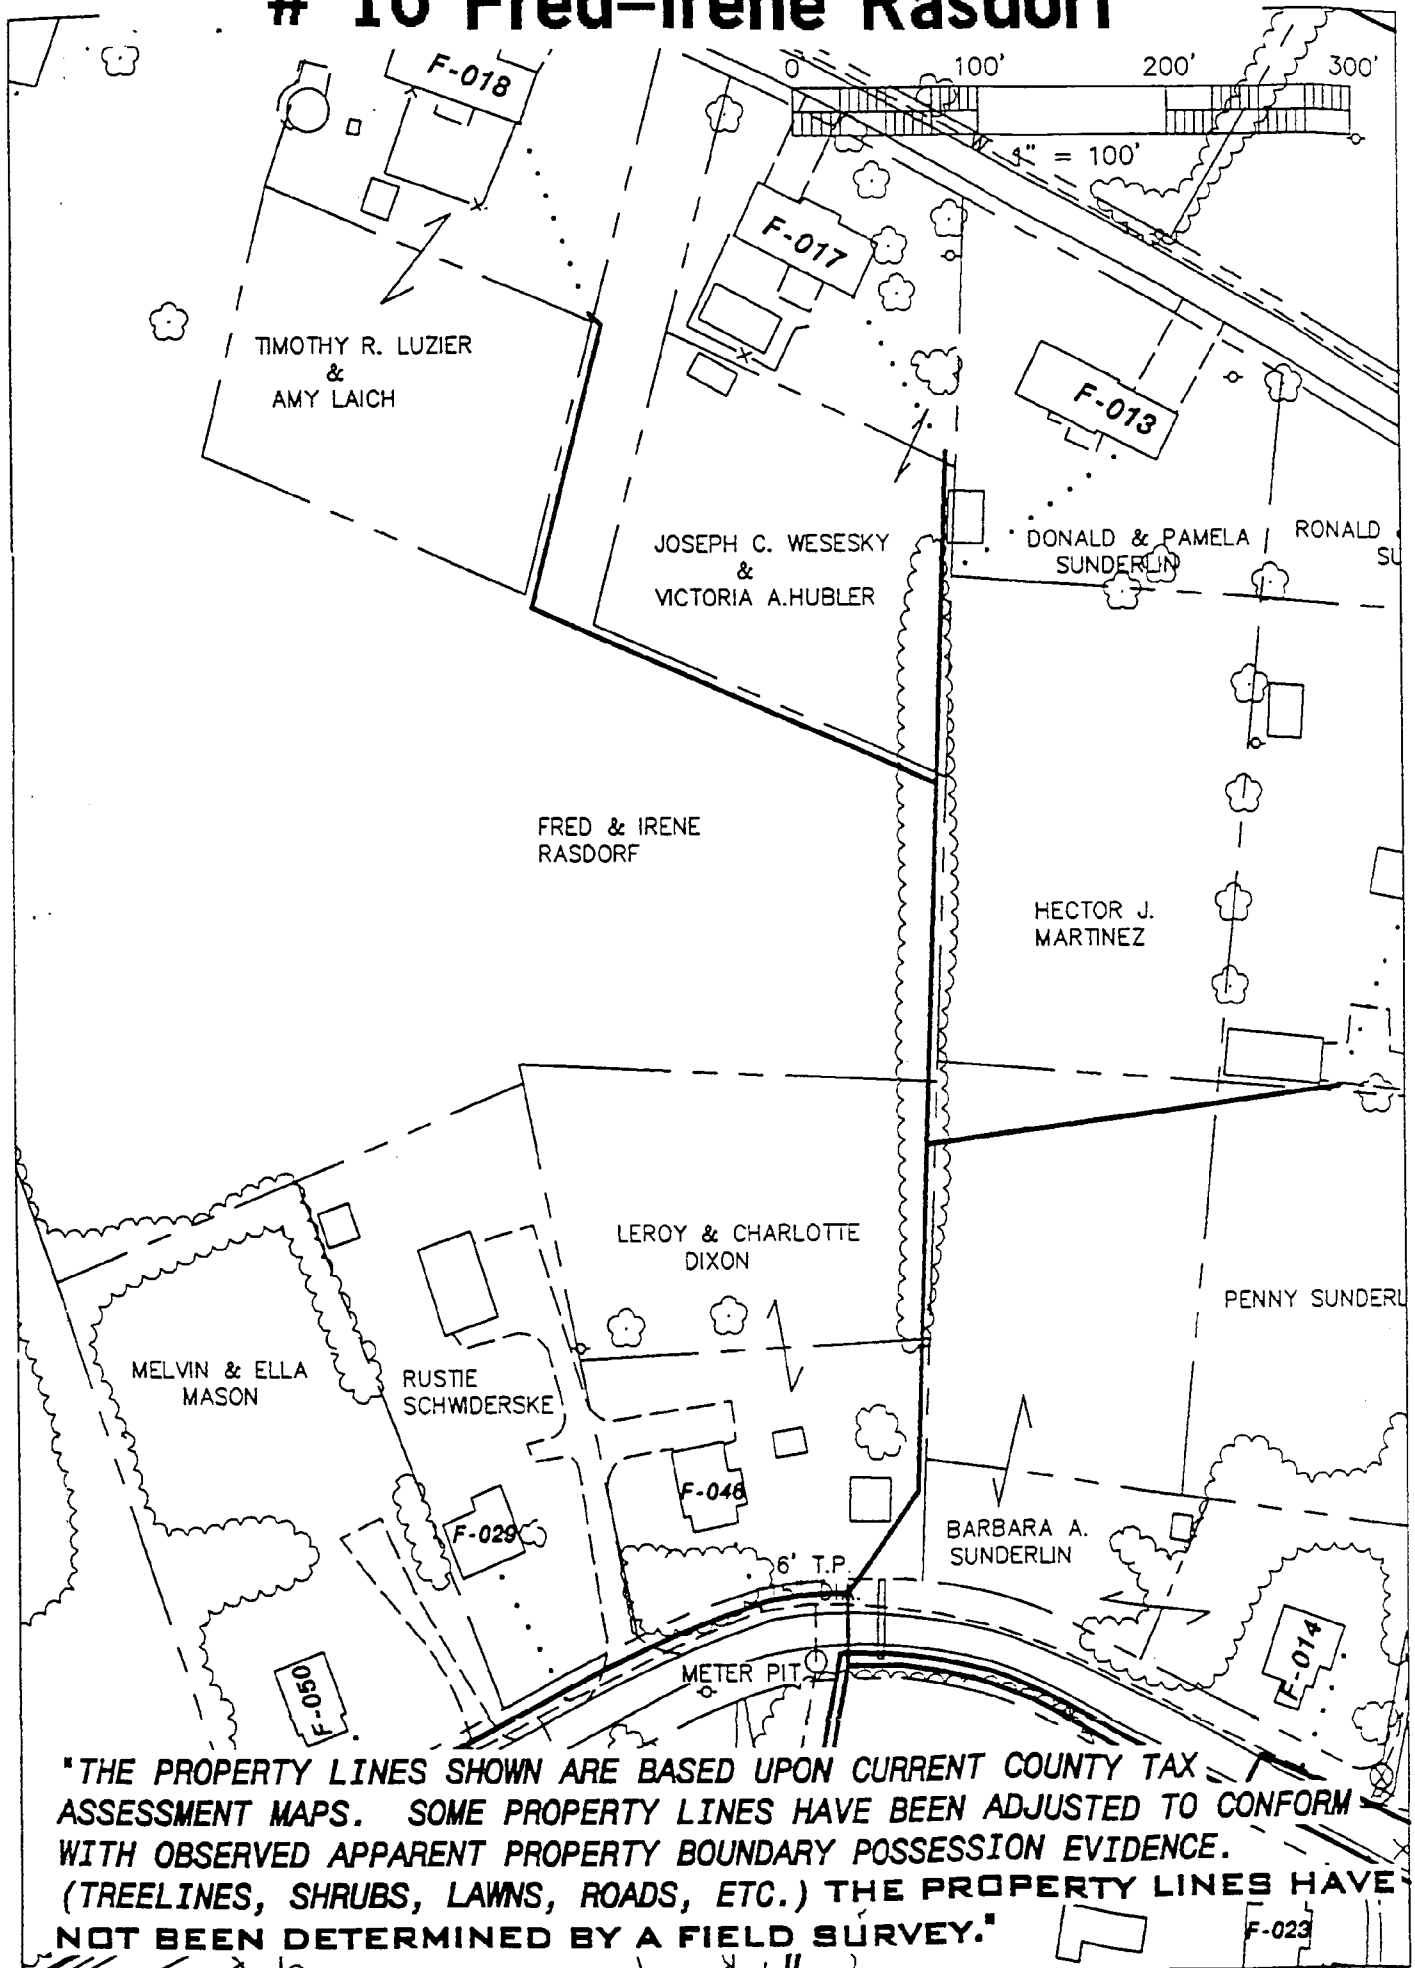 # 10 Fred-Irene Rasdorf
F-018
0 100' 200' 300'
1" = 100'
F-017
F-013
TIMOTHY R. LUZIER
&
AMY LAICH
JOSEPH C. WESESKY
&
VICTORIA A.HUBLER
DONALD & PAMELA
SUNDERLIN
RONALD
SU
FRED & IRENE
RASDORF
HECTOR J.
MARTINEZ
LEROY & CHARLOTTE
DIXON
PENNY SUNDERL
MELVIN & ELLA
MASON
RUSTIE
SCHWIDERSKE
F-046
F-029
BARBARA A.
SUNDERLIN
6' T.P.
F-014
METER PIT
F-050
"THE PROPERTY LINES SHOWN ARE BASED UPON CURRENT COUNTY TAX
ASSESSMENT MAPS. SOME PROPERTY LINES HAVE BEEN ADJUSTED TO CONFORM
WITH OBSERVED APPARENT PROPERTY BOUNDARY POSSESSION EVIDENCE.
(TREELINES, SHRUBS, LAWNS, ROADS, ETC.) THE PROPERTY LINES HAVE
NOT BEEN DETERMINED BY A FIELD SURVEY."
F-023